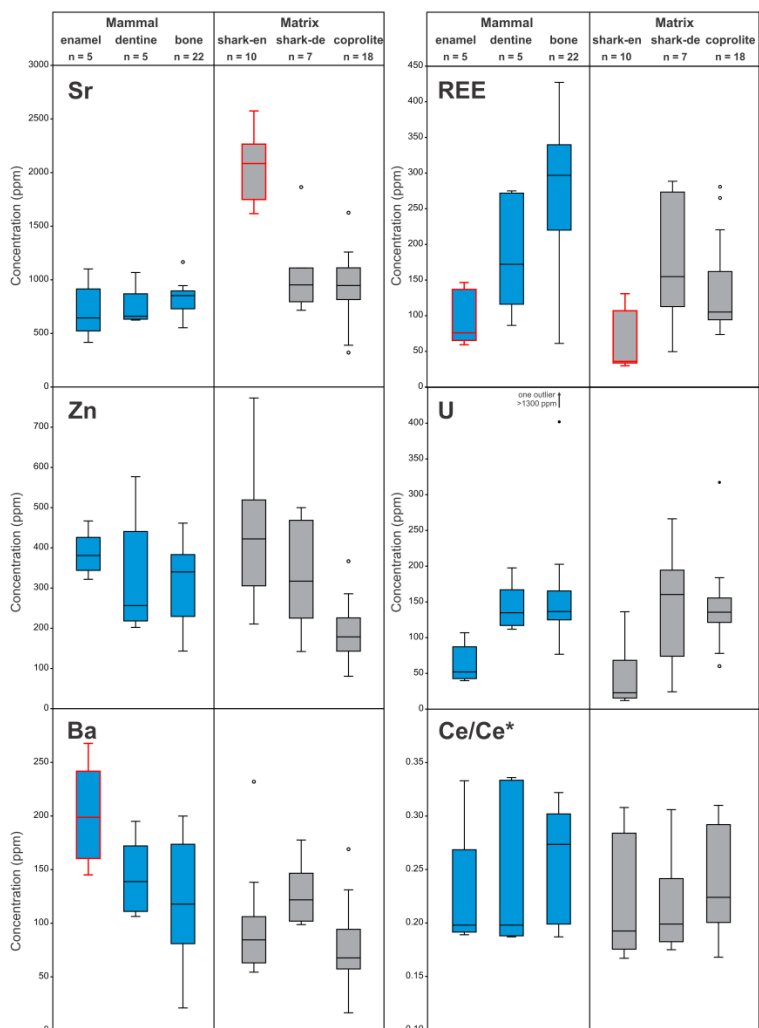 Mammal Matrix
enamel dentine bone shark-en shark-de coprolite
n = 5 n = 5 n = 22 n = 10 n = 7 n = 18
Sr
Concentration (ppm)
3000
2500
2000
1500
1000
500
0
Zn
Concentration (ppm)
700
600
500
400
300
200
100
0
Ba
Concentration (ppm)
250
200
150
100
50
0
Mammal Matrix
enamel dentine bone shark-en shark-de coprolite
n = 5 n = 5 n = 22 n = 10 n = 7 n = 18
REE
Concentration (ppm)
450
400
350
300
250
200
150
100
50
0
one outlier
>1300 ppm
U
Concentration (ppm)
400
350
300
250
200
150
100
50
0
Ce/Ce*
0.35
0.30
0.25
0.20
0.15
0.10